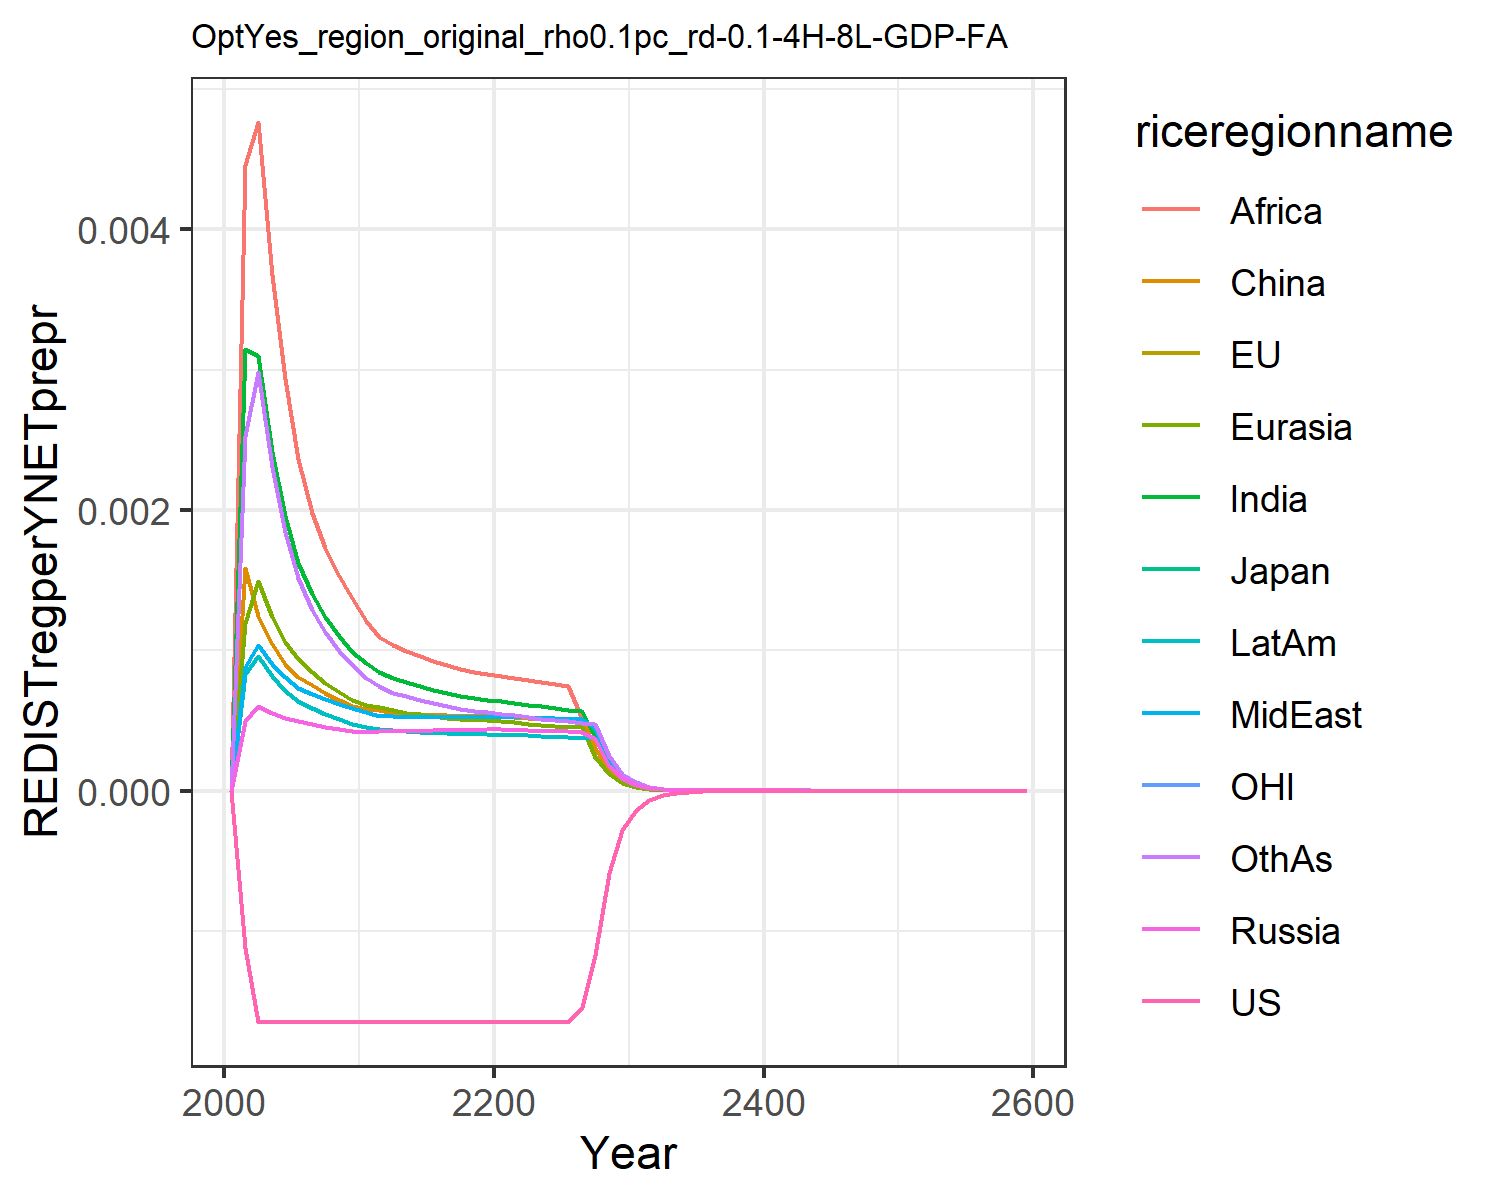 OptYes_region_original_rho0.1pc_rd-0.1-4H-8L-GDP-FA
REDISTregperYNETprepr
0.004
0.002
0.000
2000 2200 2400 2600
Year
riceregionname
Africa
China
EU
Eurasia
India
Japan
LatAm
MidEast
OHI
OthAs
Russia
US